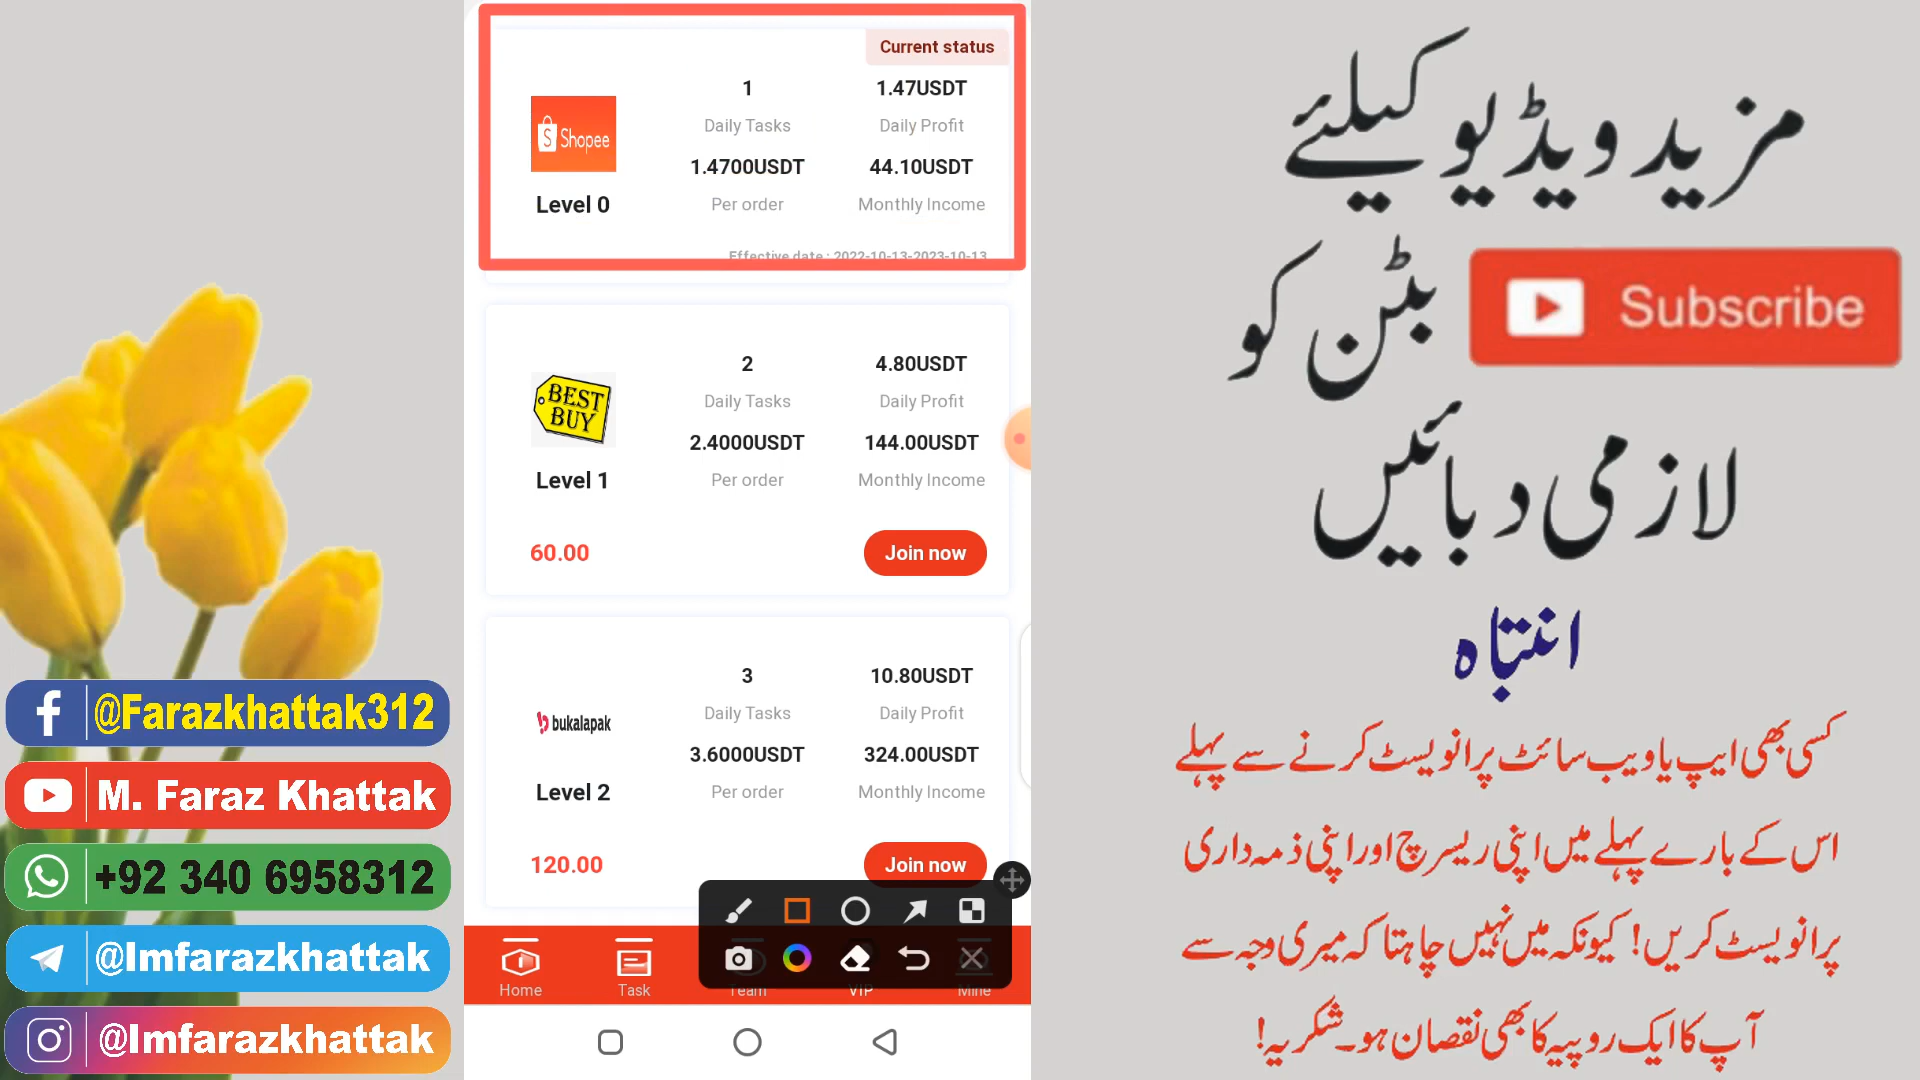 Current status
1
1.47USDT
Daily Tasks
Daily Profit
Shopee
1.4700USDT
44.10USDT
Level 0
Per order
Monthly Income
Effective date : 2022-10-13-2023-10-13
2
4.80USDT
Daily Tasks
Daily Profit
BEST
BUY
2.4000USDT
144.00USDT
Level 1
Per order
Monthly Income
60.00
Join now
3
10.80USDT
Daily Tasks
Daily Profit
bukalapak
3.6000USDT
324.00USDT
Level 2
Per order
Monthly Income
120.00
Join now
Home
Task
Team
VIP
Mine
@Farazkhattak312
M. Faraz Khattak
+92 340 6958312
@Imfarazkhattak
@Imfarazkhattak
مزید ویڈیو کیلئے
Subscribe بٹن کو
لازمی دبائیں
انتباہ
کسی بھی ایپ یا ویب سائٹ پر انویسٹ کرنے سے پہلے
اس کے بارے پہلے میں اپنی ریسرچ اور اپنی ذمہ داری
پر انویسٹ کریں! کیونکہ میں نہیں چاہتا کہ میری وجہ سے
آپ کا ایک روپیہ کا بھی نقصان ہو۔ شکریہ!